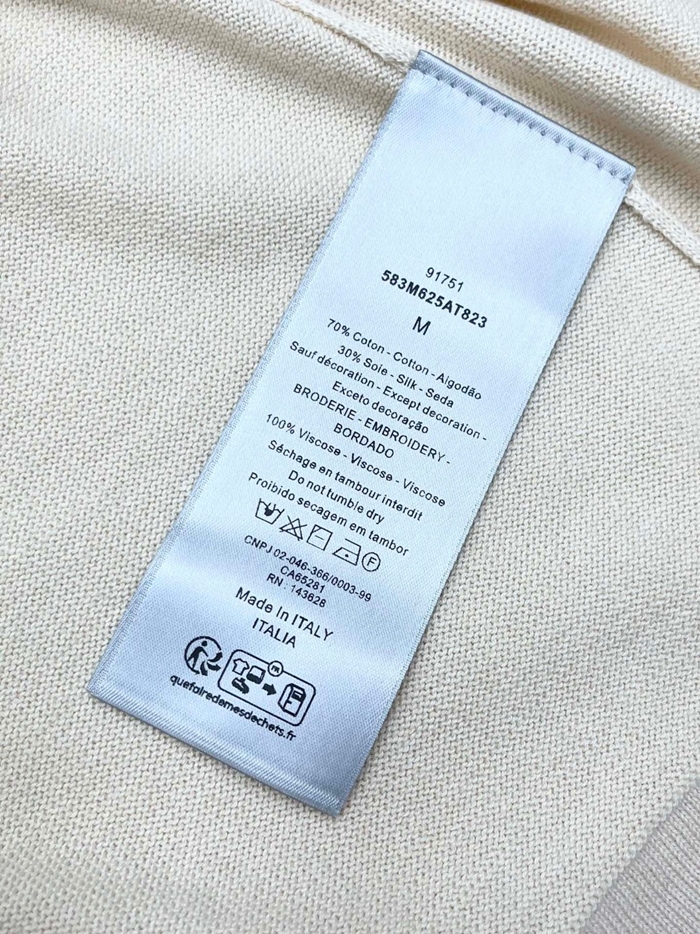 91751
583M625AT823
M
70% Coton - Cotton - Algodão
30% Soie - Silk - Seda
Sauf décoration - Except decoration -
Exceto decoração
BRODERIE - EMBROIDERY -
BORDADO
100% Viscose - Viscose - Viscose
Séchage en tambour interdit
Do not tumble dry
Proibido secagem em tambor
F
CNPJ 02-046-366/0003-99
CA65281
RN : 143628
Made In ITALY
ITALIA
FR
quefairedemesdechets.fr